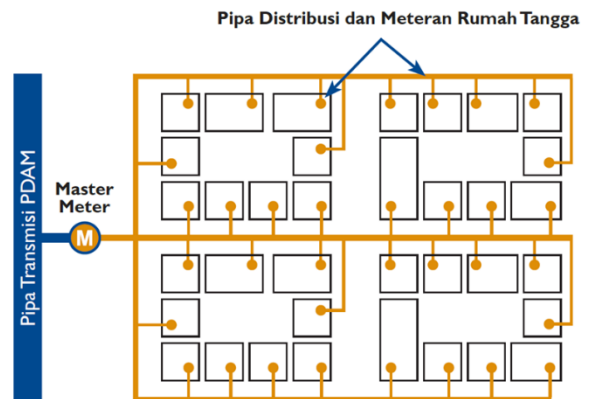 Pipa Distribusi dan Meteran Rumah Tangga
Pipa Transmisi PDAM
Master
Meter
M